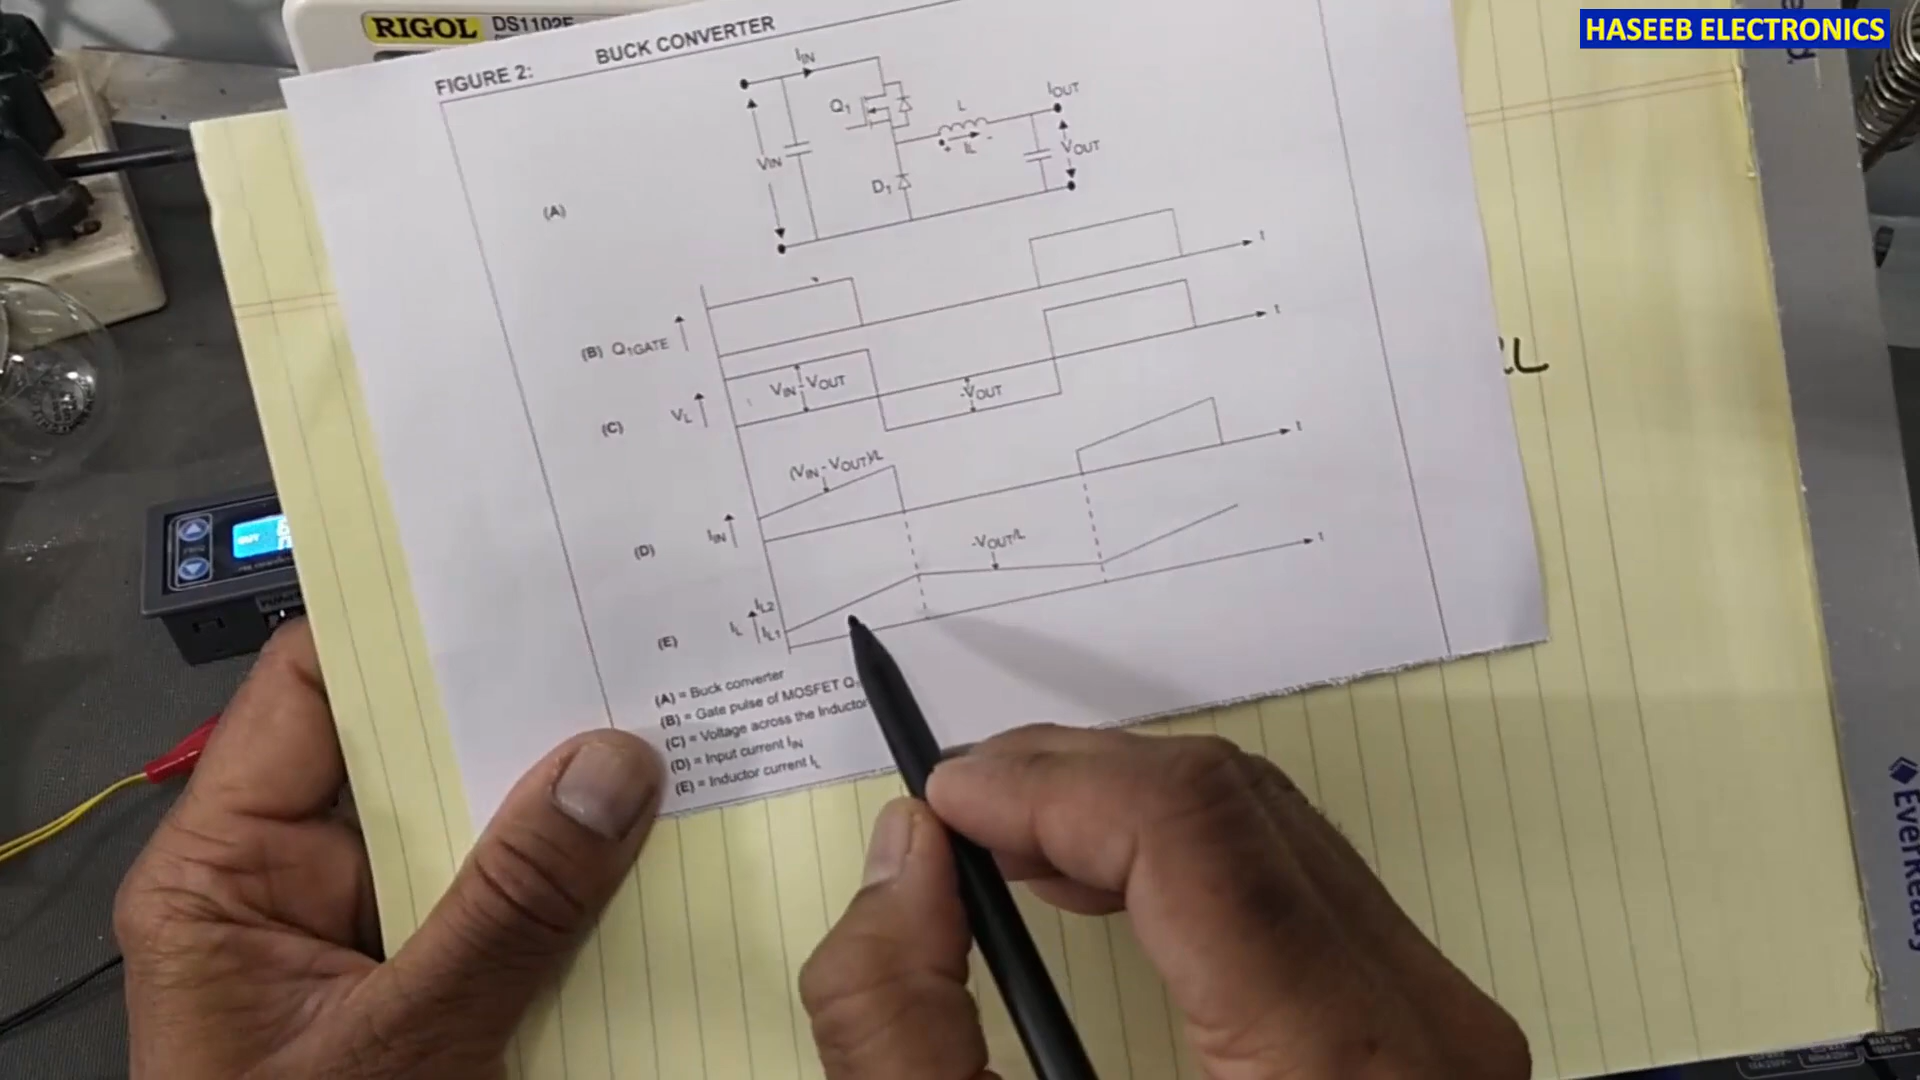 HASEEB ELECTRONICS
RIGOL DS1102E
FIGURE 2: BUCK CONVERTER
IIN
Q1
L
IOUT
VIN
+ IL -
VOUT
D1
(A)
t
(B) Q1GATE
t
(C) VL
VIN - VOUT
-VOUT
(VIN - VOUT)/L
t
(D) IIN
-VOUT/L
t
(E) IL
IL2
IL1
(A) = Buck converter
(B) = Gate pulse of MOSFET Q
(C) = Voltage across the Inductor
(D) = Input current IIN
(E) = Inductor current IL
EverReady